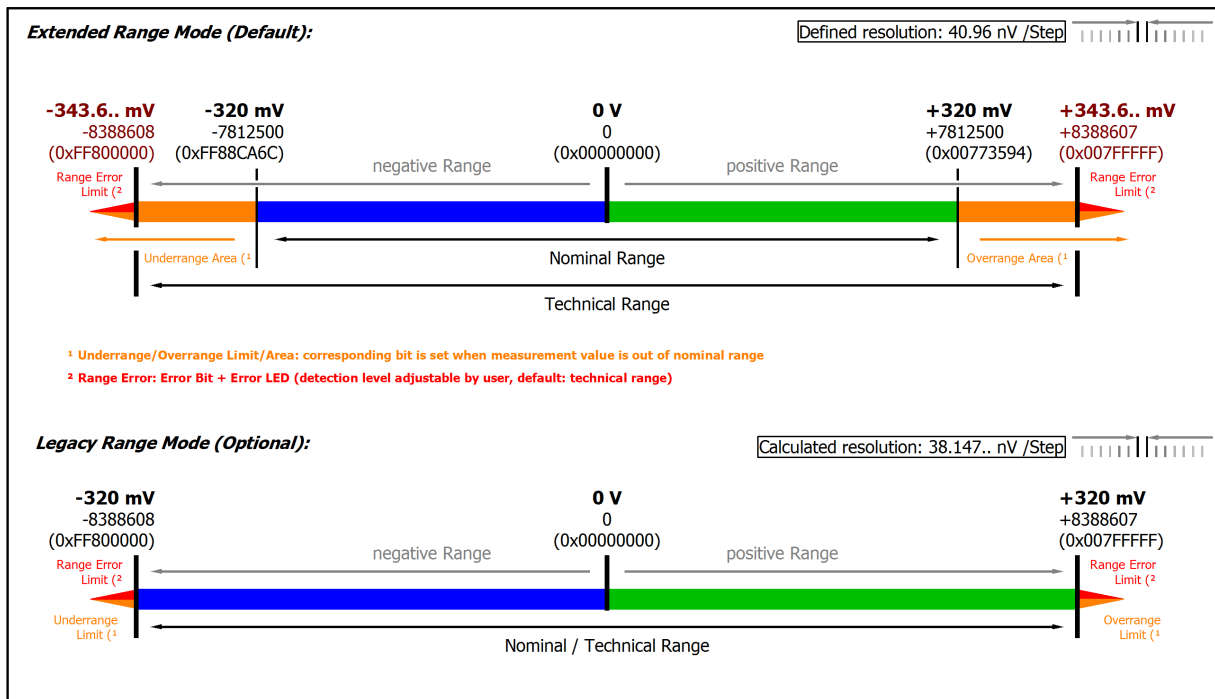 Extended Range Mode (Default):
Defined resolution: 40.96 nV /Step
-343.6.. mV
-320 mV
0 V
+320 mV
+343.6.. mV
-8388608
-7812500
0
+7812500
+8388607
(0xFF800000)
(0xFF88CA6C)
(0x00000000)
(0x00773594)
(0x007FFFFF)
negative Range
positive Range
Range Error
Limit (²
Range Error
Limit (²
Underrange Area (¹
Nominal Range
Overrange Area (¹
Technical Range
¹ Underrange/Overrange Limit/Area: corresponding bit is set when measurement value is out of nominal range
² Range Error: Error Bit + Error LED (detection level adjustable by user, default: technical range)
Legacy Range Mode (Optional):
Calculated resolution: 38.147.. nV /Step
-320 mV
0 V
+320 mV
-8388608
0
+8388607
(0xFF800000)
(0x00000000)
(0x007FFFFF)
negative Range
positive Range
Range Error
Limit (²
Range Error
Limit (²
Underrange
Limit (¹
Overrange
Limit (¹
Nominal / Technical Range